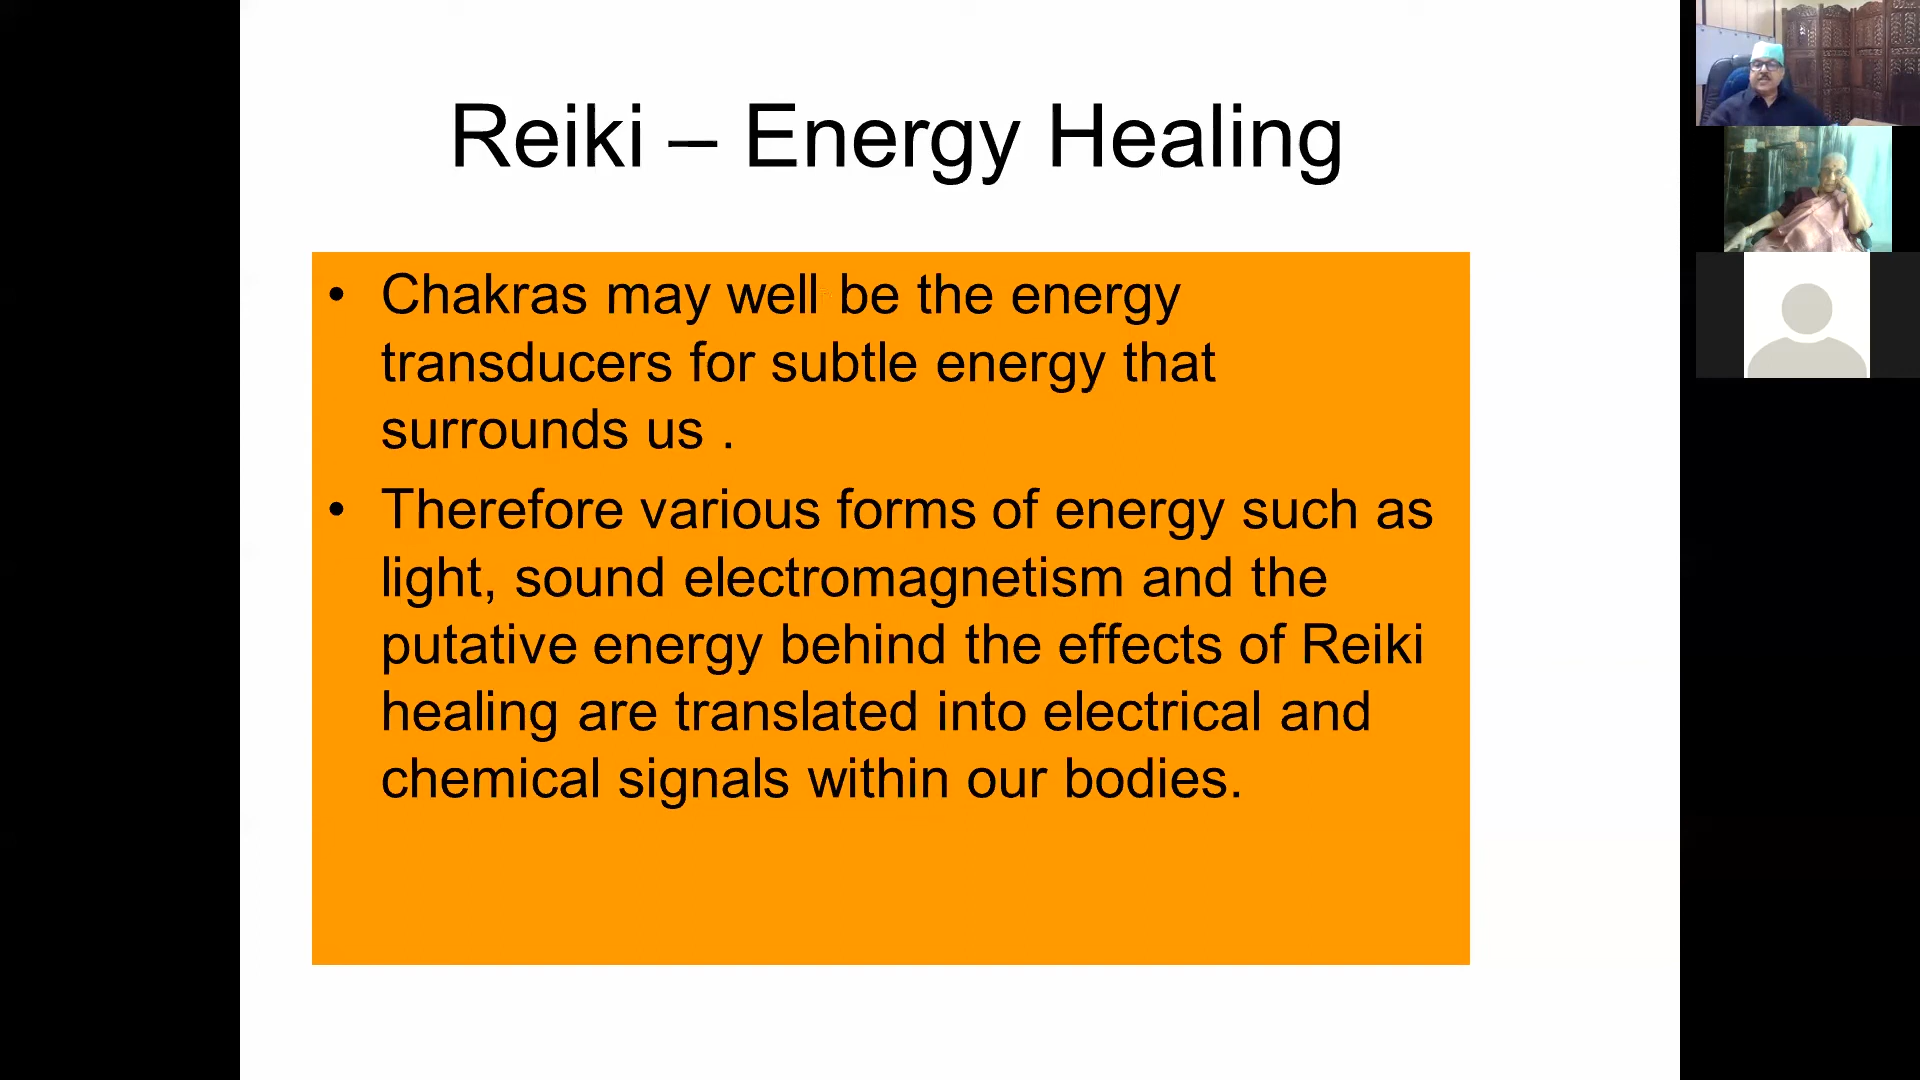 Reiki – Energy Healing
• Chakras may well be the energy
transducers for subtle energy that
surrounds us .
• Therefore various forms of energy such as
light, sound electromagnetism and the
putative energy behind the effects of Reiki
healing are translated into electrical and
chemical signals within our bodies.